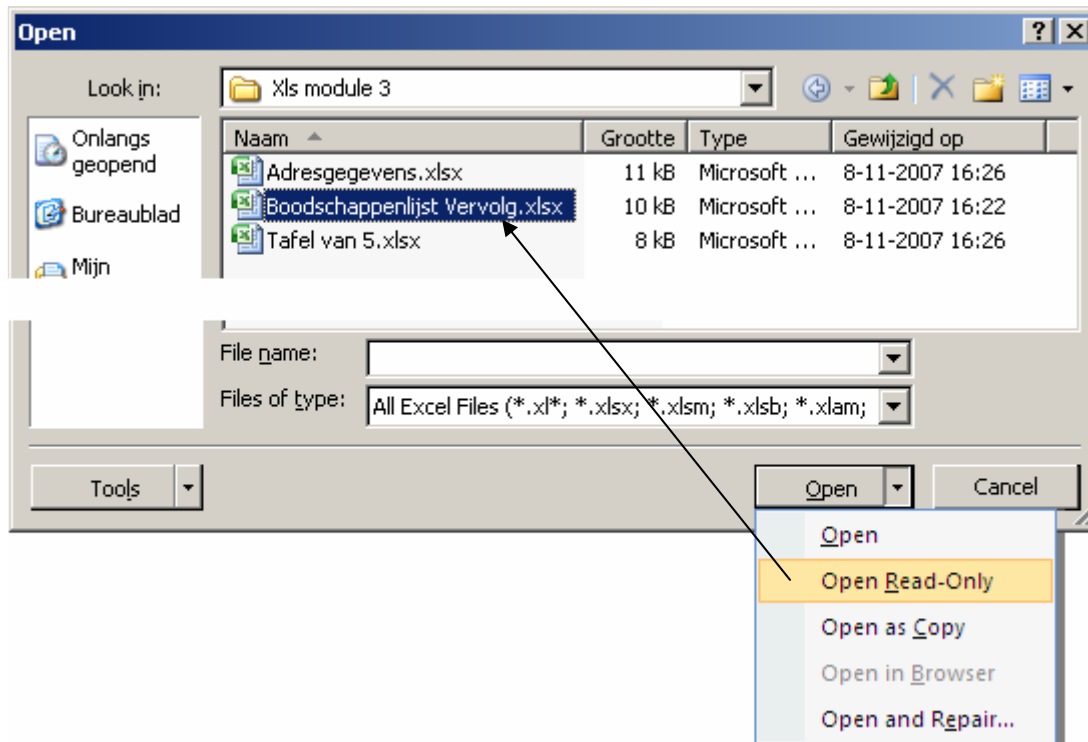 Open
Look in: Xls module 3
Onlangs geopend
Bureaublad
Mijn
Naam Grootte Type Gewijzigd op
Adresgegevens.xlsx 11 kB Microsoft ... 8-11-2007 16:26
Boodschappenlijst Vervolg.xlsx 10 kB Microsoft ... 8-11-2007 16:22
Tafel van 5.xlsx 8 kB Microsoft ... 8-11-2007 16:26
File name:
Files of type: All Excel Files (*.xl*; *.xlsx; *.xlsm; *.xlsb; *.xlam;
Tools Open Cancel
Open
Open Read-Only
Open as Copy
Open in Browser
Open and Repair...